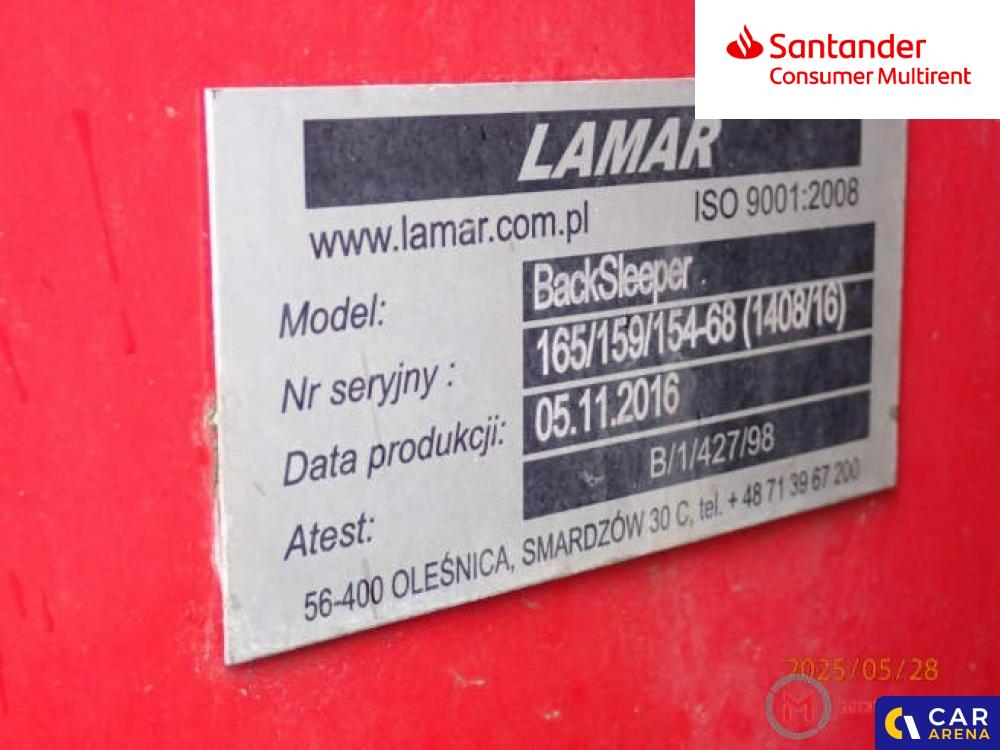 Santander
Consumer Multirent
LAMAR
www.lamar.com.pl
ISO 9001:2008
Model: BackSleeper
Nr seryjny : 165/159/154-68 (1408/16)
Data produkcji: 05.11.2016
Atest: B/1/427/98
56-400 OLEŚNICA, SMARDZÓW 30 C, tel. + 48 71 39 67 200
2025/05/28
CAR
ARENA